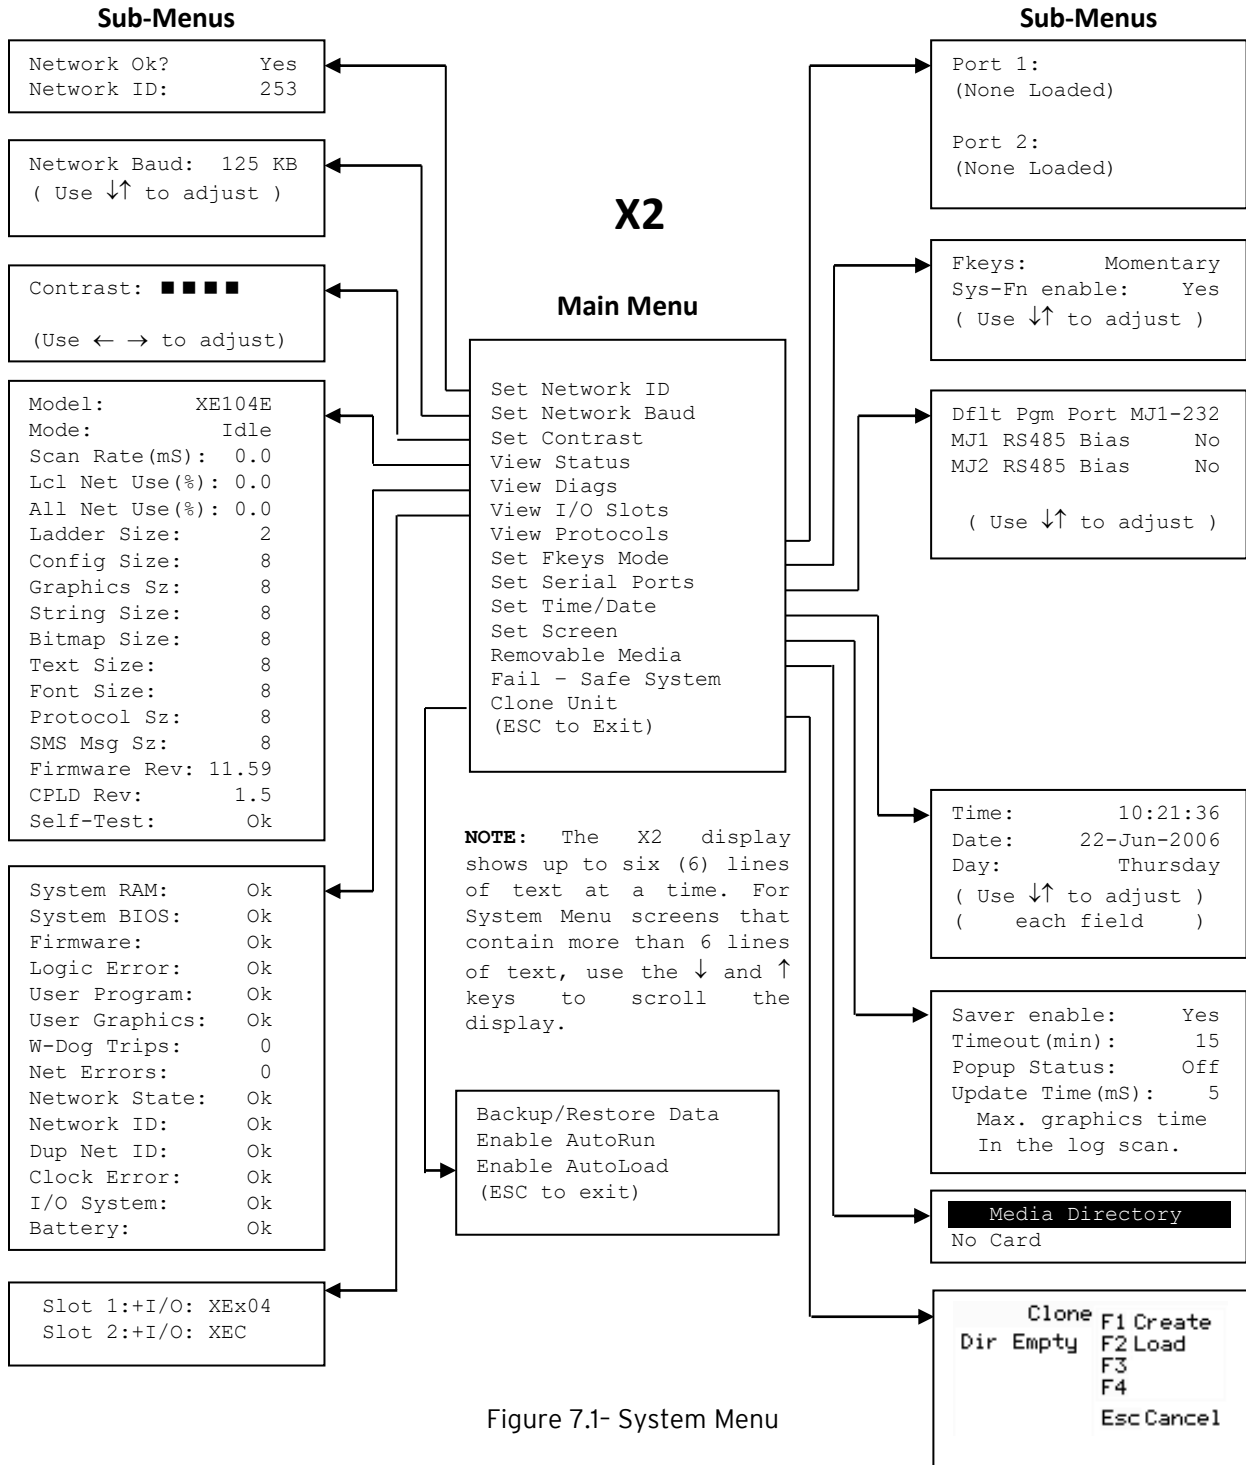 Sub-Menus
Network Ok? Yes
Network ID: 253
Network Baud: 125 KB
( Use ↓↑ to adjust )
Contrast: ■ ■ ■ ■
(Use ← → to adjust)
Model: XE104E
Mode: Idle
Scan Rate(mS): 0.0
Lcl Net Use(%): 0.0
All Net Use(%): 0.0
Ladder Size: 2
Config Size: 8
Graphics Sz: 8
String Size: 8
Bitmap Size: 8
Text Size: 8
Font Size: 8
Protocol Sz: 8
SMS Msg Sz: 8
Firmware Rev: 11.59
CPLD Rev: 1.5
Self-Test: Ok
System RAM: Ok
System BIOS: Ok
Firmware: Ok
Logic Error: Ok
User Program: Ok
User Graphics: Ok
W-Dog Trips: 0
Net Errors: 0
Network State: Ok
Network ID: Ok
Dup Net ID: Ok
Clock Error: Ok
I/O System: Ok
Battery: Ok
Slot 1:+I/O: XEx04
Slot 2:+I/O: XEC
X2
Main Menu
Set Network ID
Set Network Baud
Set Contrast
View Status
View Diags
View I/O Slots
View Protocols
Set Fkeys Mode
Set Serial Ports
Set Time/Date
Set Screen
Removable Media
Fail – Safe System
Clone Unit
(ESC to Exit)
NOTE: The X2 display
shows up to six (6) lines
of text at a time. For
System Menu screens that
contain more than 6 lines
of text, use the ↓ and ↑
keys to scroll the
display.
Backup/Restore Data
Enable AutoRun
Enable AutoLoad
(ESC to exit)
Sub-Menus
Port 1:
(None Loaded)
Port 2:
(None Loaded)
Fkeys: Momentary
Sys-Fn enable: Yes
( Use ↓↑ to adjust )
Dflt Pgm Port MJ1-232
MJ1 RS485 Bias No
MJ2 RS485 Bias No
( Use ↓↑ to adjust )
Time: 10:21:36
Date: 22-Jun-2006
Day: Thursday
( Use ↓↑ to adjust )
( each field )
Saver enable: Yes
Timeout(min): 15
Popup Status: Off
Update Time(mS): 5
Max. graphics time
In the log scan.
Media Directory
No Card
Clone
Dir Empty
F1 Create
F2 Load
F3
F4
Esc Cancel
Figure 7.1– System Menu